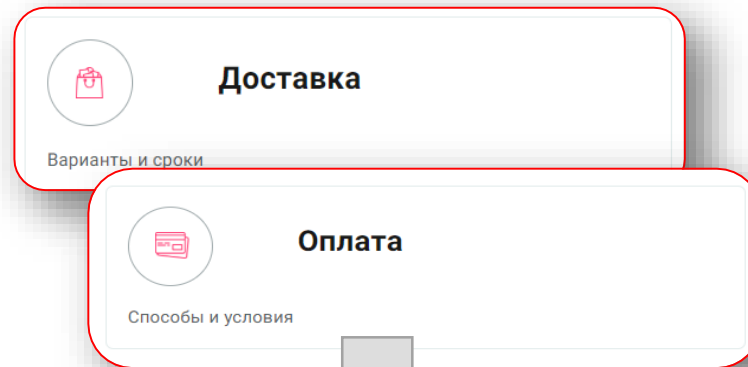 Доставка
Варианты и сроки
Оплата
Способы и условия